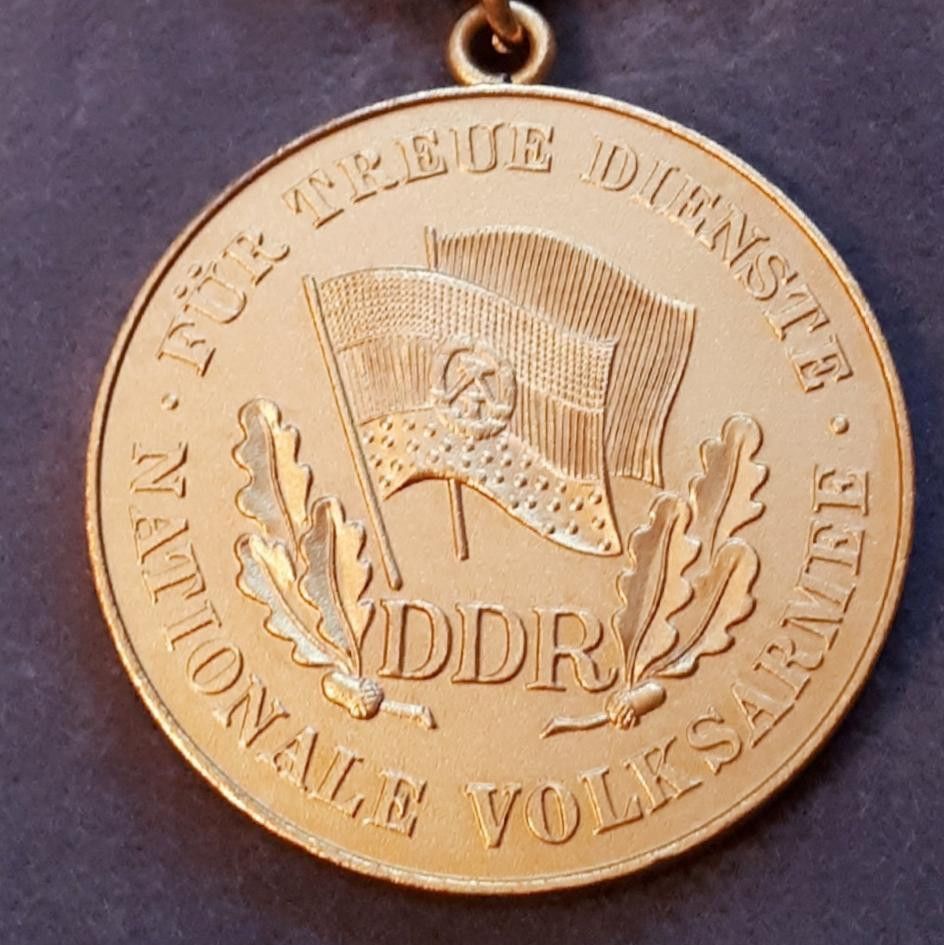 · FÜR TREUE DIENSTE ·
NATIONALE VOLKSARMEE
DDR